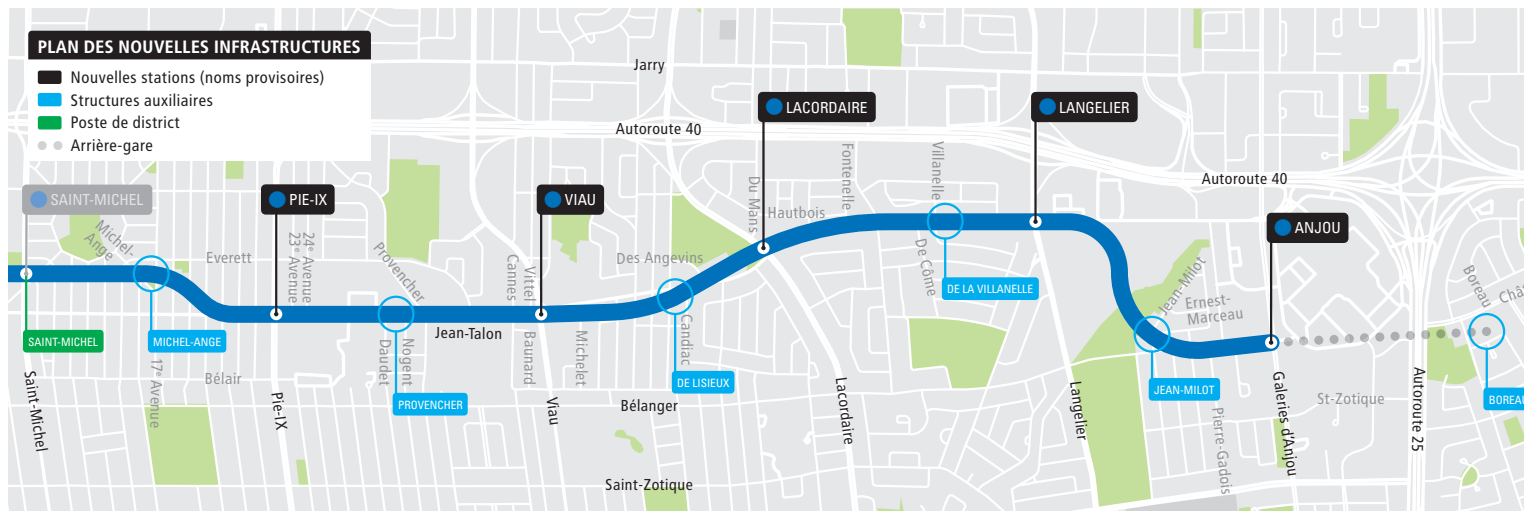 PLAN DES NOUVELLES INFRASTRUCTURES
Nouvelles stations (noms provisoires)
Structures auxiliaires
Poste de district
Arrière-gare
Jarry
Autoroute 40
Autoroute 40
LACORDAIRE
LANGELIER
SAINT-MICHEL
PIE-IX
VIAU
ANJOU
Michel-
Ange
Everett
24e Avenue
23e Avenue
Provencher
Vittel
Cannes
Des Angevins
Du Mans
Hautbois
Fontenelle
Villanelle
De Côme
Jean-Milot
Ernest-
Marceau
Boreau
Chât
SAINT-MICHEL
MICHEL-ANGE
PROVENCHER
DE LISIEUX
DE LA VILLANELLE
JEAN-MILOT
BOREAU
Jean-Talon
Saint-Michel
17e Avenue
Bélair
Pie-IX
Nogent
Daudet
Baunard
Viau
Michelet
Candiac
Bélanger
Saint-Zotique
Lacordaire
Langelier
Pierre-Gadois
Galeries d'Anjou
St-Zotique
Autoroute 25